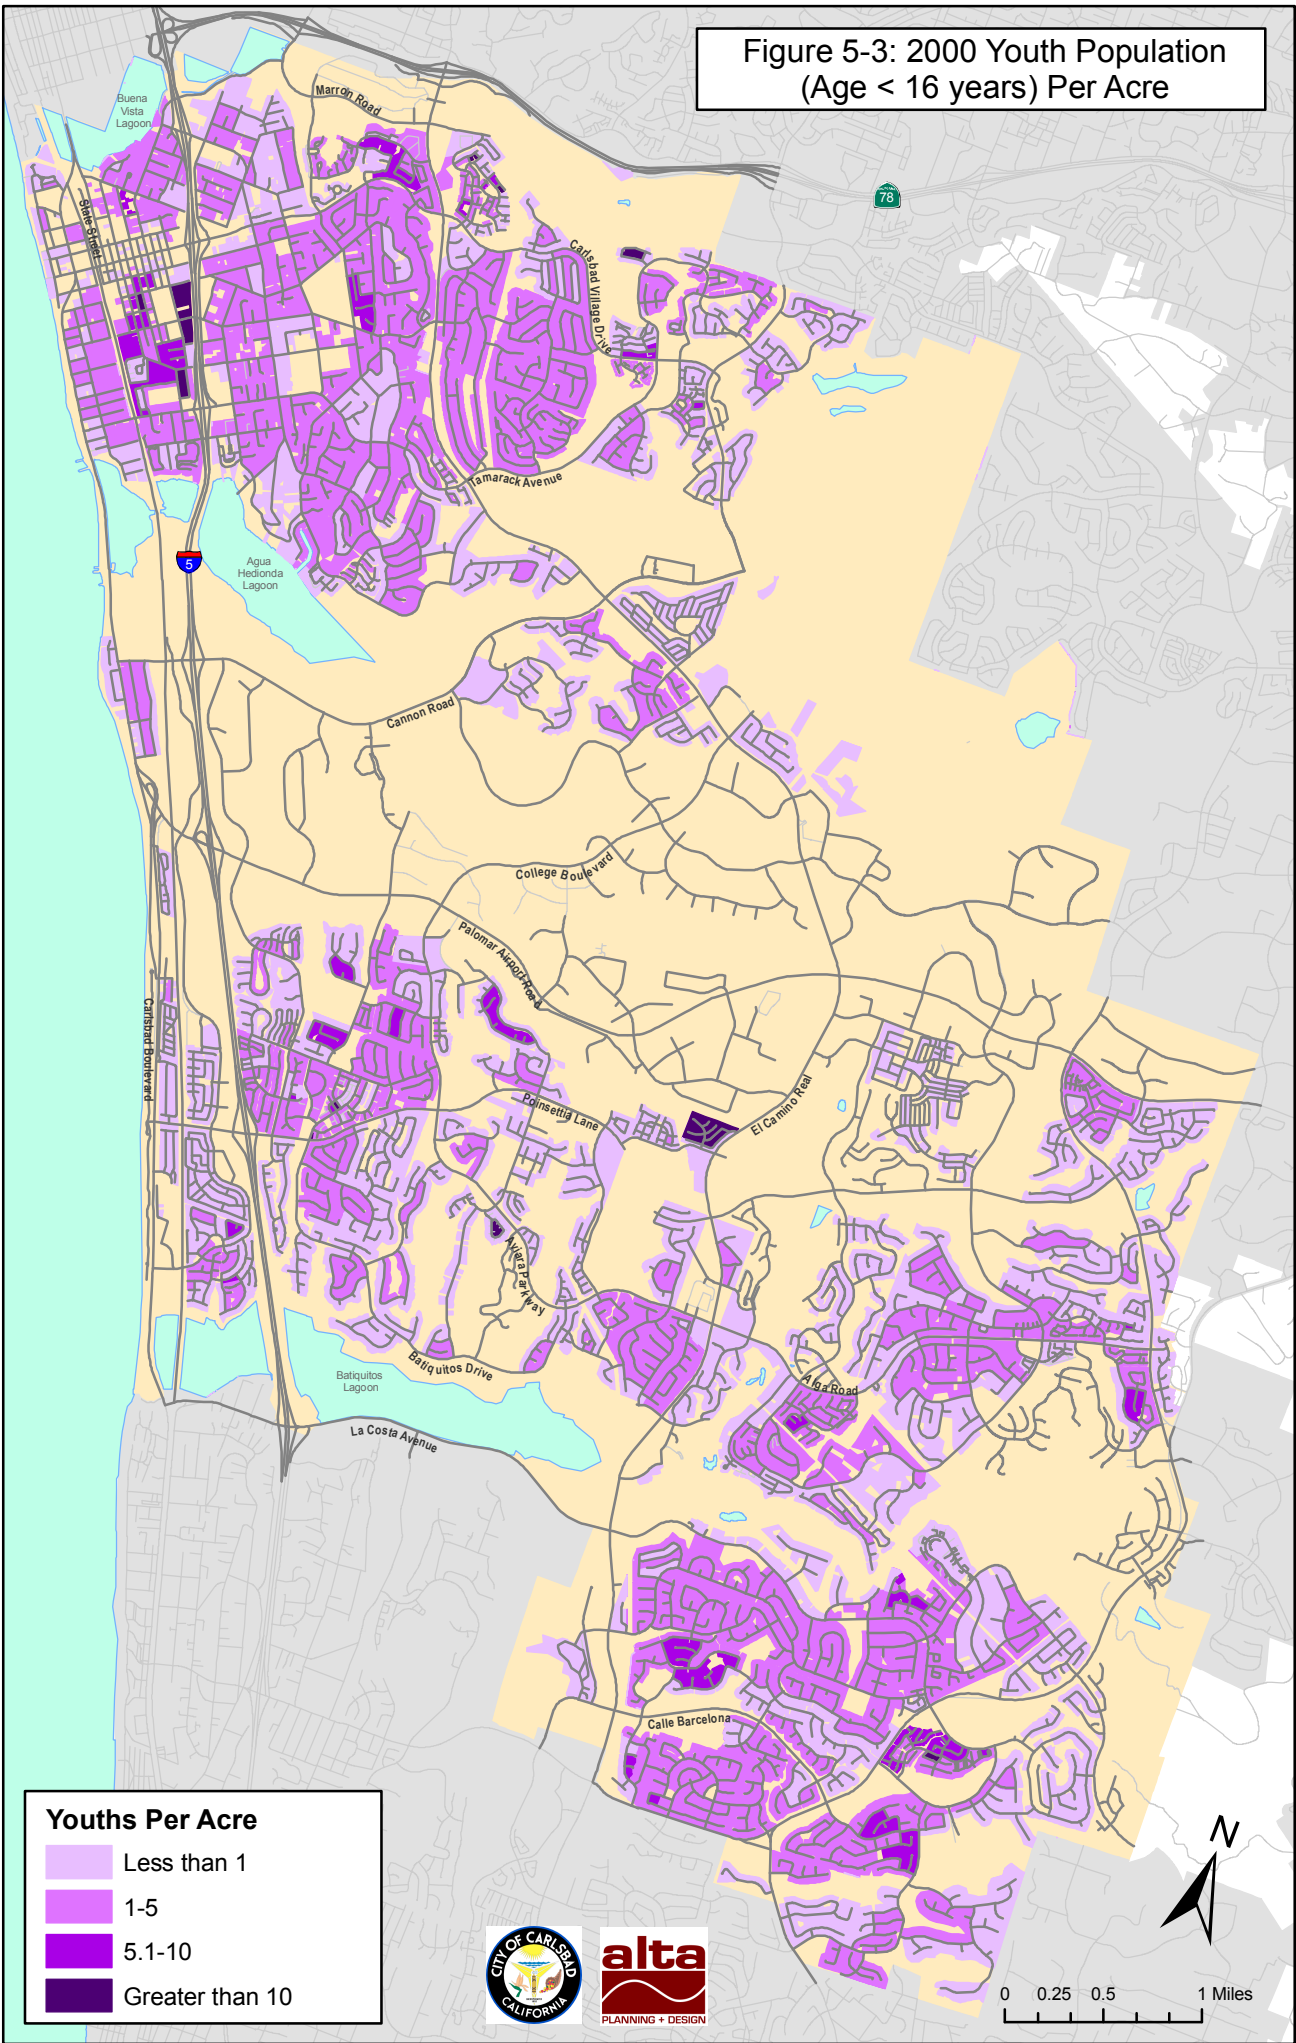 Figure 5-3: 2000 Youth Population
(Age < 16 years) Per Acre
Buena
Vista
Lagoon
Marron Road
78
State Street
Carlsbad Village Drive
Tamarack Avenue
5
Agua
Hedionda
Lagoon
Cannon Road
College Boulevard
Palomar Airport Road
Carlsbad Boulevard
Poinsettia Lane
El Camino Real
Aviara Parkway
Batiquitos Drive
Batiquitos
Lagoon
Alga Road
La Costa Avenue
Calle Barcelona
Youths Per Acre
Less than 1
1-5
5.1-10
Greater than 10
CITY OF CARLSBAD
CALIFORNIA
alta
PLANNING + DESIGN
N
0 0.25 0.5 1 Miles